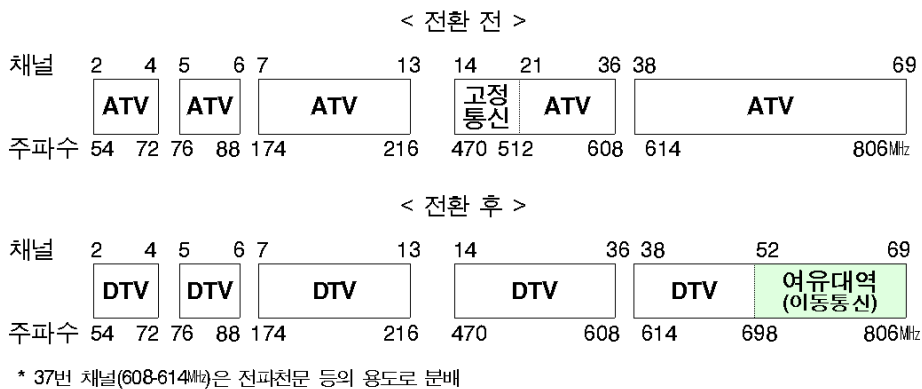 < 전환 전 >
채널 2 4 5 6 7 13 14 21 36 38 69
ATV ATV ATV 고정 통신 ATV ATV
주파수 54 72 76 88 174 216 470 512 608 614 806㎒
< 전환 후 >
채널 2 4 5 6 7 13 14 36 38 52 69
DTV DTV DTV DTV DTV 여유대역 (이동통신)
주파수 54 72 76 88 174 216 470 608 614 698 806㎒
* 37번 채널(608-614㎒)은 전파천문 등의 용도로 분배